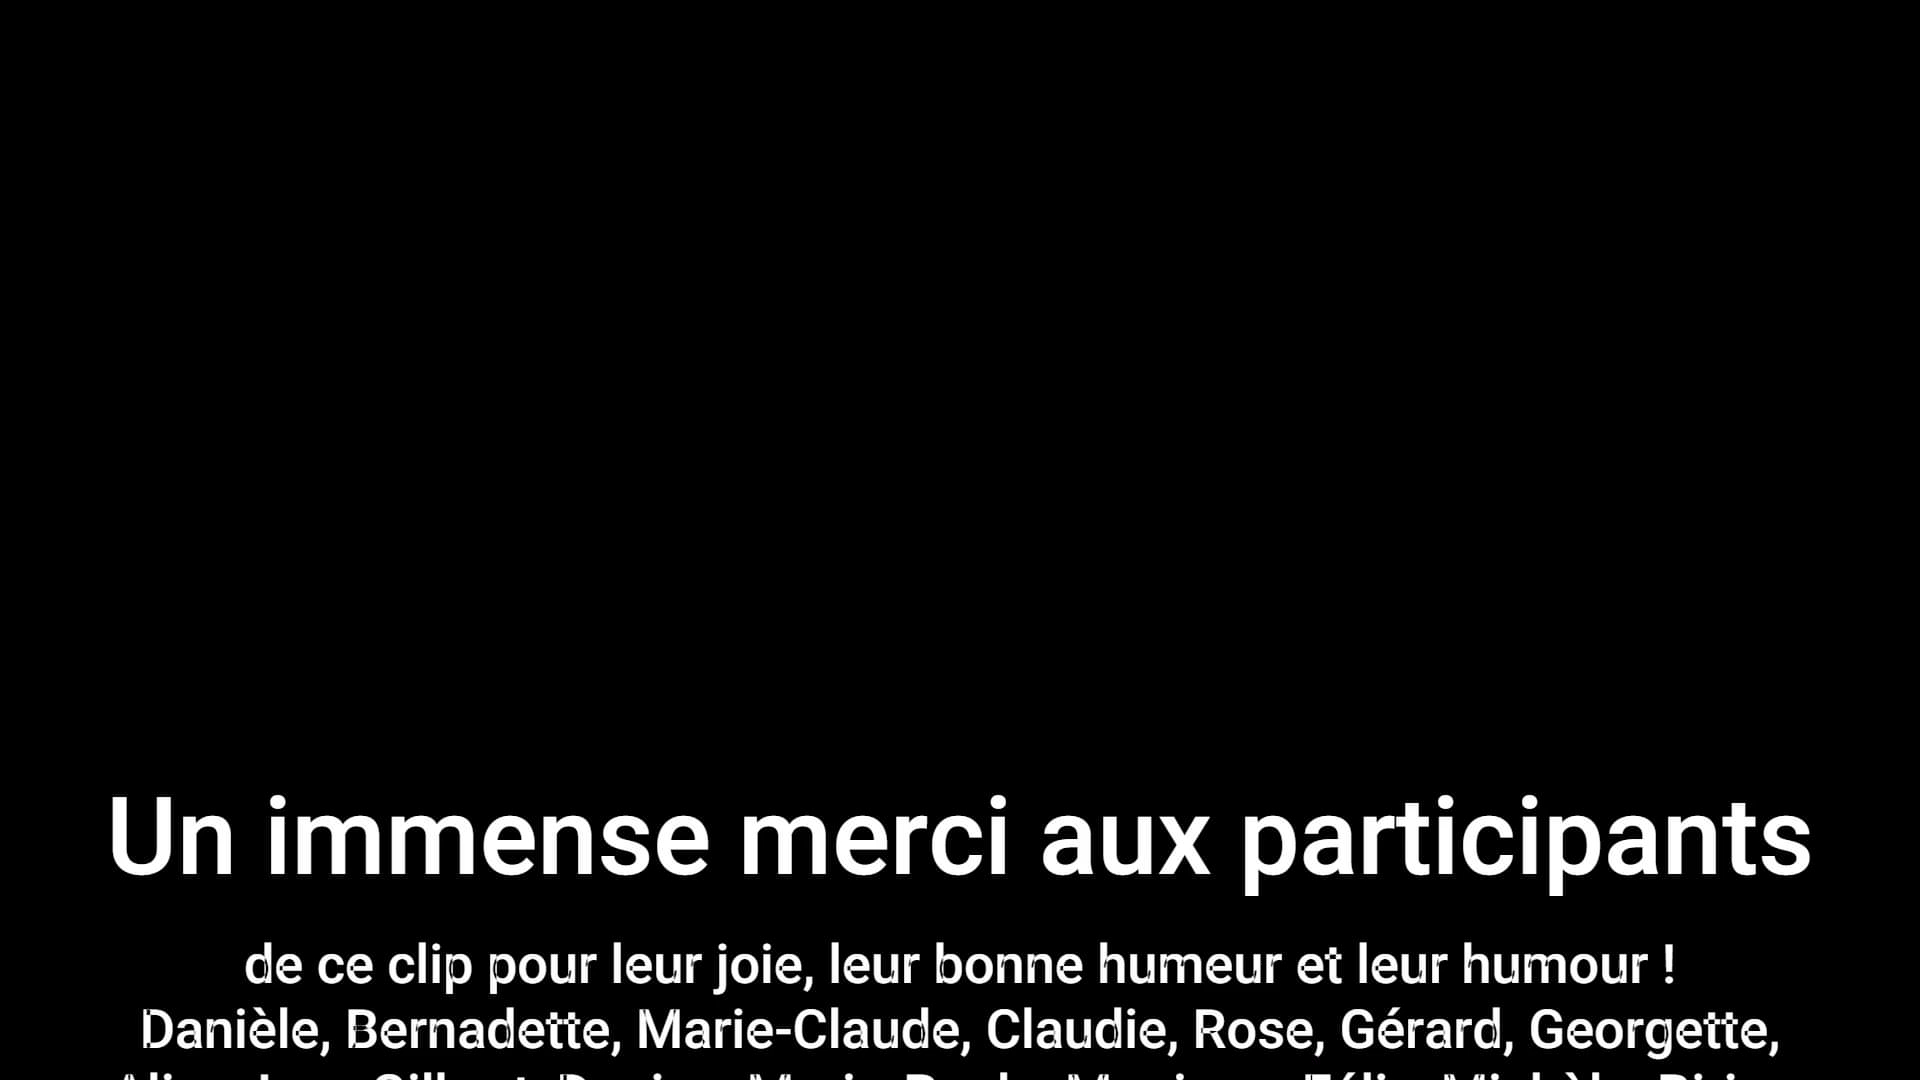 Un immense merci aux participants
de ce clip pour leur joie, leur bonne humeur et leur humour !
Danièle, Bernadette, Marie-Claude, Claudie, Rose, Gérard, Georgette,